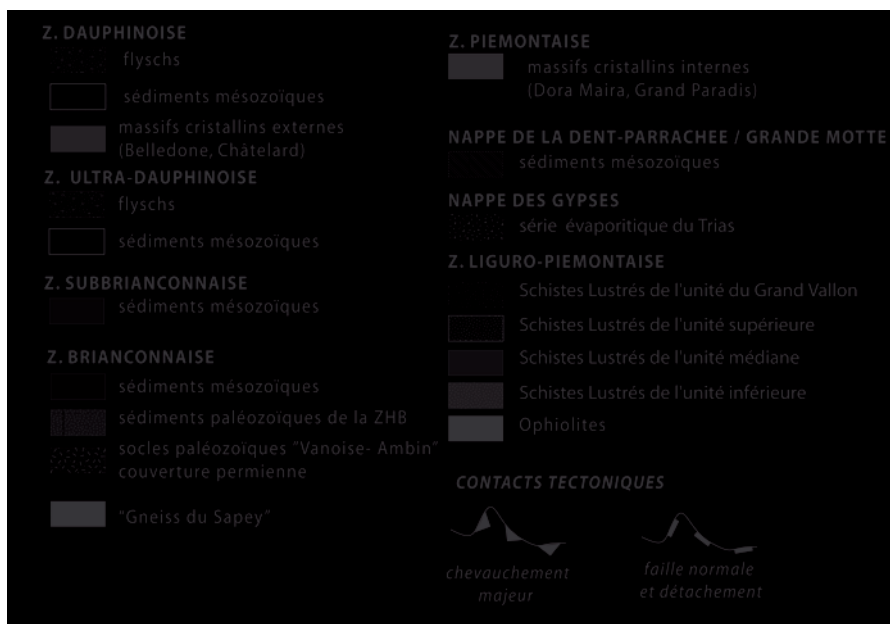 Z. DAUPHINOISE
flyschs
sédiments mésozoïques
massifs cristallins externes
(Belledone, Châtelard)
Z. ULTRA-DAUPHINOISE
flyschs
sédiments mésozoïques
Z. SUBBRIANCONNAISE
sédiments mésozoïques
Z. BRIANCONNAISE
sédiments mésozoïques
sédiments paléozoïques de la ZHB
socles paléozoïques "Vanoise- Ambin"
couverture permienne
"Gneiss du Sapey"
Z. PIEMONTAISE
massifs cristallins internes
(Dora Maira, Grand Paradis)
NAPPE DE LA DENT-PARRACHEE / GRANDE MOTTE
sédiments mésozoïques
NAPPE DES GYPSES
série évaporitique du Trias
Z. LIGURO-PIEMONTAISE
Schistes Lustrés de l'unité du Grand Vallon
Schistes Lustrés de l'unité supérieure
Schistes Lustrés de l'unité médiane
Schistes Lustrés de l'unité inférieure
Ophiolites
CONTACTS TECTONIQUES
chevauchement
majeur
faille normale
et détachement